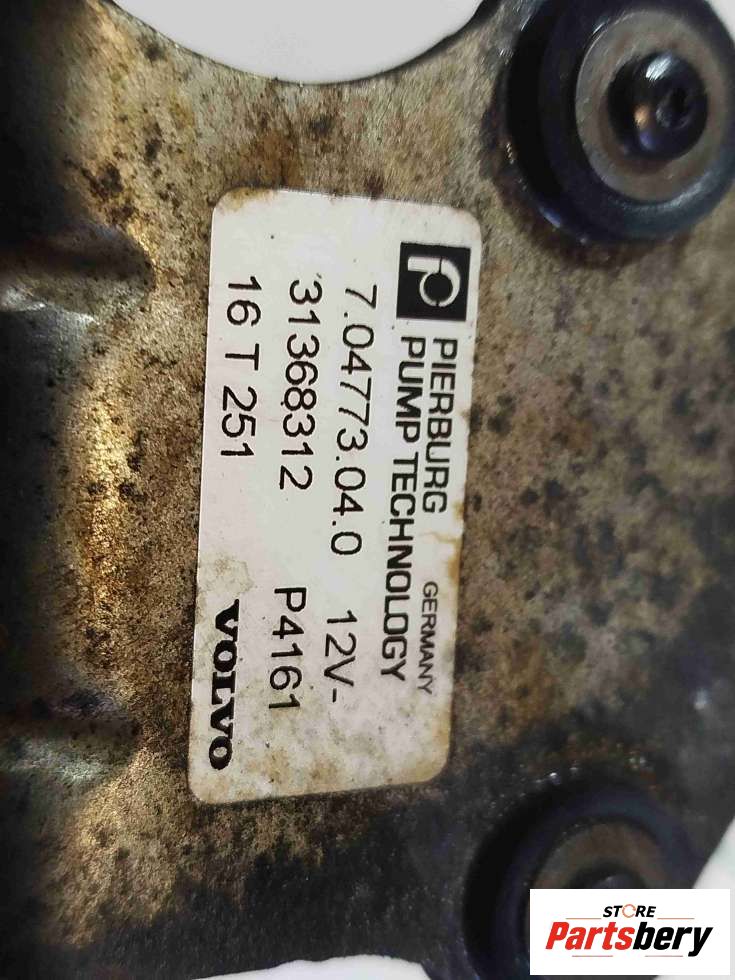 PIERBURG
PUMP TECHNOLOGY GERMANY
7.04773.04.0 12V-
31368312 P4161
16 T 251 VOLVO
STORE
Partsbery